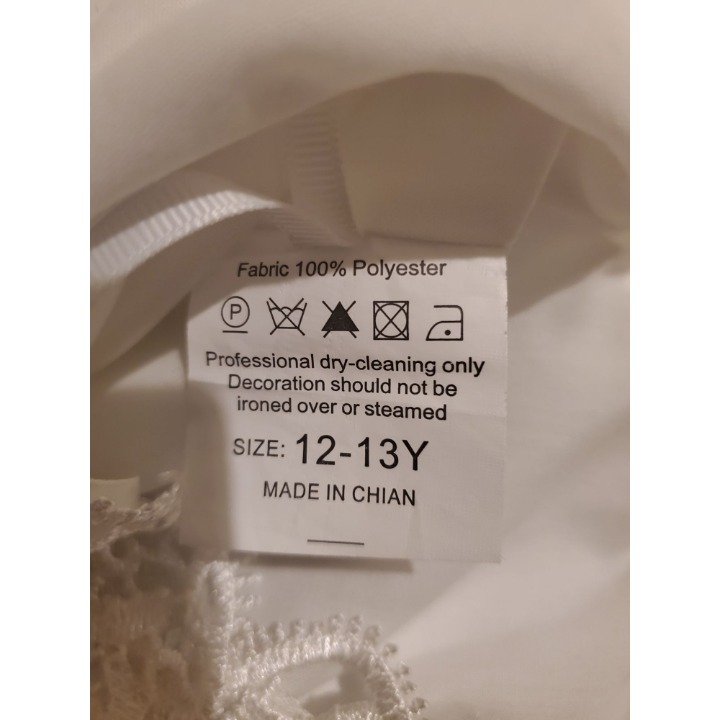 Fabric 100% Polyester
P
Professional dry-cleaning only
Decoration should not be
ironed over or steamed
SIZE: 12-13Y
MADE IN CHIAN